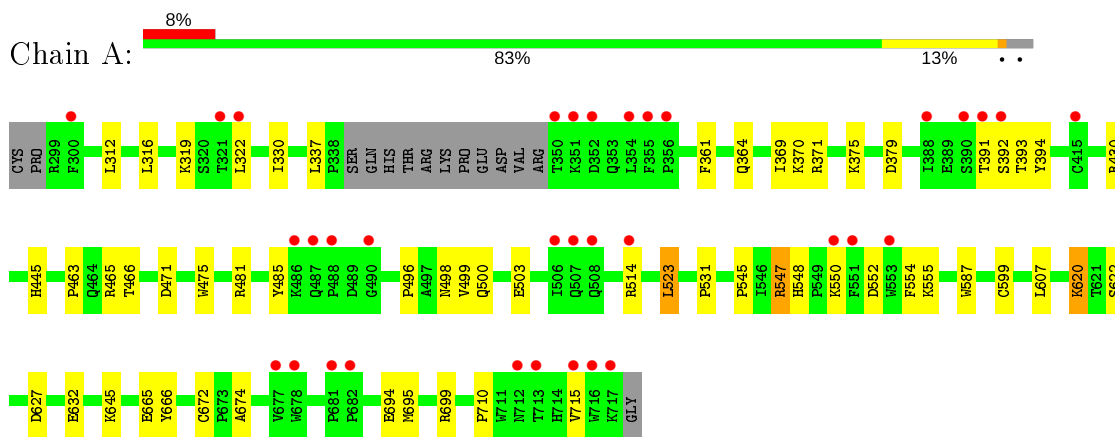 8%
Chain A:
83% 13% • •
CYS PRO R299 F300 L312 L316 K319 S320 T321 L322 I330 L337 P338 SER GLN HIS THR ARG LYS PRO GLU ASP VAL ARG T350 K351 D352 Q353 L354 F355 P356 F361 Q364 I369 K370 R371 K375 D379 I388 E389 S390 T391 S392 T393 Y394 C415
H445 P463 Q464 R465 T466 D471 W475 R481 Y485 K486 Q487 P488 D489 G490 P496 A497 N498 V499 Q500 E503 I506 Q507 Q508 R514 L523 P531 P545 I546 R547 H548 P549 K550 F551 D552 W553 F554 K555 W587 C599 L607 K620 T621
D627 E632 K645 E665 Y666 C672 P673 A674 V677 M678 P681 P682 E694 M695 R699 F710 W711 N712 T713 H714 V715 W716 K717 GLY